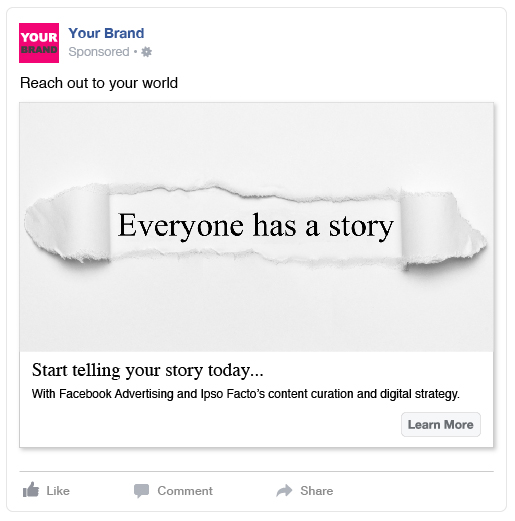 YOUR
BRAND
Your Brand
Sponsored ·
Reach out to your world
Everyone has a story
Start telling your story today...
With Facebook Advertising and Ipso Facto’s content curation and digital strategy.
Learn More
Like Comment Share